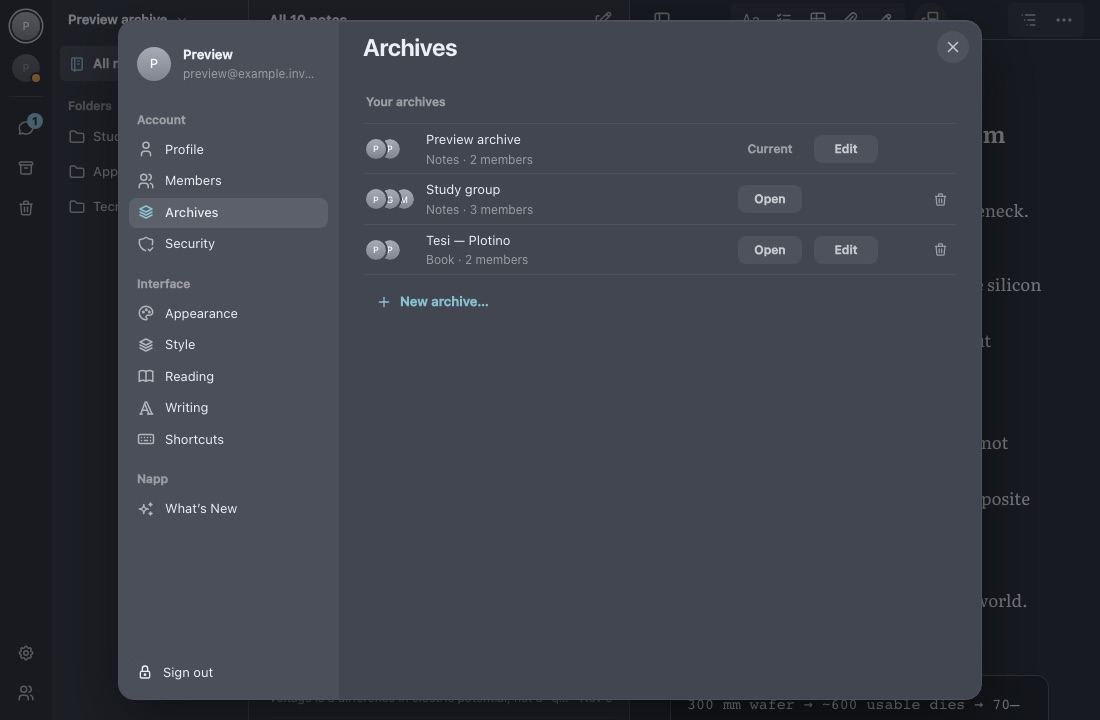 P
Preview archive
All 10 notes
Aa
P
1
All n
Folders
Stud
App
Tecn
P
Preview
preview@example.inv...
Account
Profile
Members
Archives
Security
Interface
Appearance
Style
Reading
Writing
Shortcuts
Napp
What's New
Sign out
Archives
Your archives
P P
Preview archive
Notes · 2 members
Current
Edit
P G M
Study group
Notes · 3 members
Open
P P
Tesi — Plotino
Book · 2 members
Open
Edit
New archive...
m
eneck.
silicon
not
posite
world.
300 mm wafer → ~600 usable dies → 70—